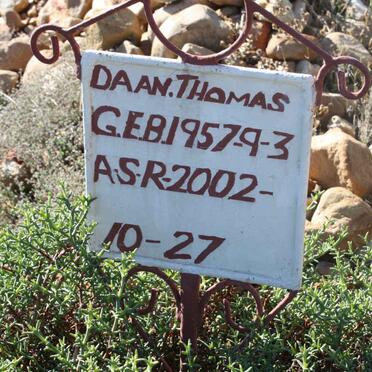 DAAN.THOMAS
G.E.B.1957-9-3
A.S.R-2002-
10-27